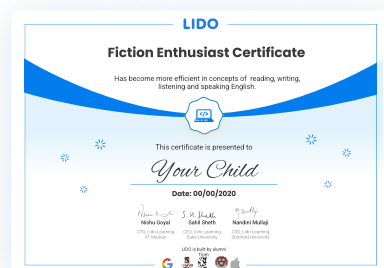 LIDO
Fiction Enthusiast Certificate
Has become more efficient in concepts of reading, writing,
listening and speaking English.
</>
This certificate is presented to
Your Child
Date: 00/00/2020
Nishu Goyal Sahil Sheth Nandini Mullaji
CTO, Lido Learning CEO, Lido Learning CEO, Lido Learning
IIT Madras Duke University Stanford University
LIDO is built by alumni
from